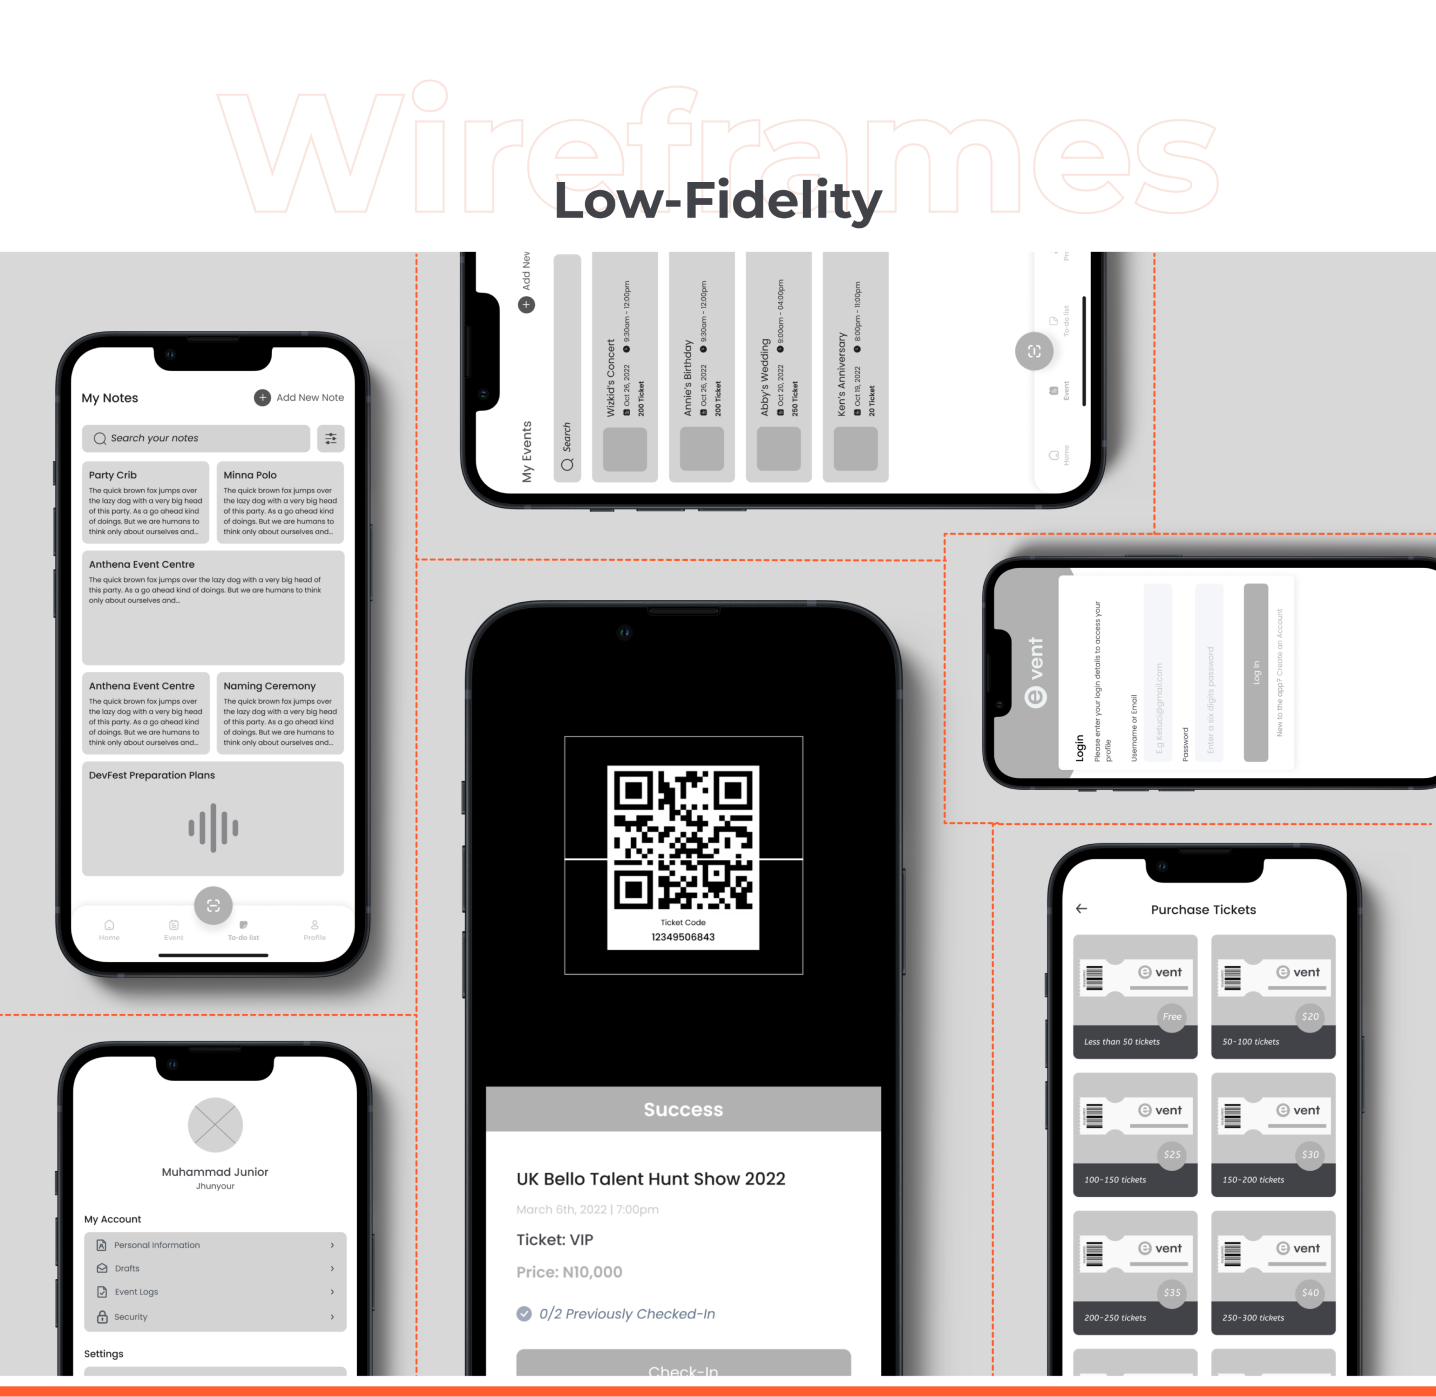 Wireframes
Low-Fidelity
My Notes
Add New Note
Search your notes
Party Crib
The quick brown fox jumps over
the lazy dog with a very big head
of this party. As a go ahead kind
of doings. But we are humans to
think only about ourselves and...
Minna Polo
The quick brown fox jumps over
the lazy dog with a very big head
of this party. As a go ahead kind
of doings. But we are humans to
think only about ourselves and...
Anthena Event Centre
The quick brown fox jumps over the lazy dog with a very big head of
this party. As a go ahead kind of doings. But we are humans to think
only about ourselves and...
Anthena Event Centre
The quick brown fox jumps over
the lazy dog with a very big head
of this party. As a go ahead kind
of doings. But we are humans to
think only about ourselves and...
Naming Ceremony
The quick brown fox jumps over
the lazy dog with a very big head
of this party. As a go ahead kind
of doings. But we are humans to
think only about ourselves and...
DevFest Preparation Plans
Home
Event
To-do list
Profile
My Events
Add New
Search
Wizkid's Concert
Oct 26, 2022 9:30am - 12:00pm
200 Ticket
Annie's Birthday
Oct 26, 2022 9:30am - 12:00pm
200 Ticket
Abby's Wedding
Oct 20, 2022 9:00am - 04:00pm
250 Ticket
Ken's Anniversary
Oct 19, 2022 8:00pm - 11:00pm
20 Ticket
Home
Event
To-do list
e vent
Login
Please enter your login details to access your
profile
Username or Email
E.g Ketuci@gmail.com
Password
Enter a six digits password
Log In
New to the app? Create an Account
Ticket Code
12349506843
Success
UK Bello Talent Hunt Show 2022
March 6th, 2022 | 7:00pm
Ticket: VIP
Price: N10,000
0/2 Previously Checked-In
Check-In
Muhammad Junior
Jhunyour
My Account
Personal Information
Drafts
Event Logs
Security
Settings
Purchase Tickets
e vent
Free
Less than 50 tickets
e vent
$20
50-100 tickets
e vent
$25
100-150 tickets
e vent
$30
150-200 tickets
e vent
$35
200-250 tickets
e vent
$40
250-300 tickets